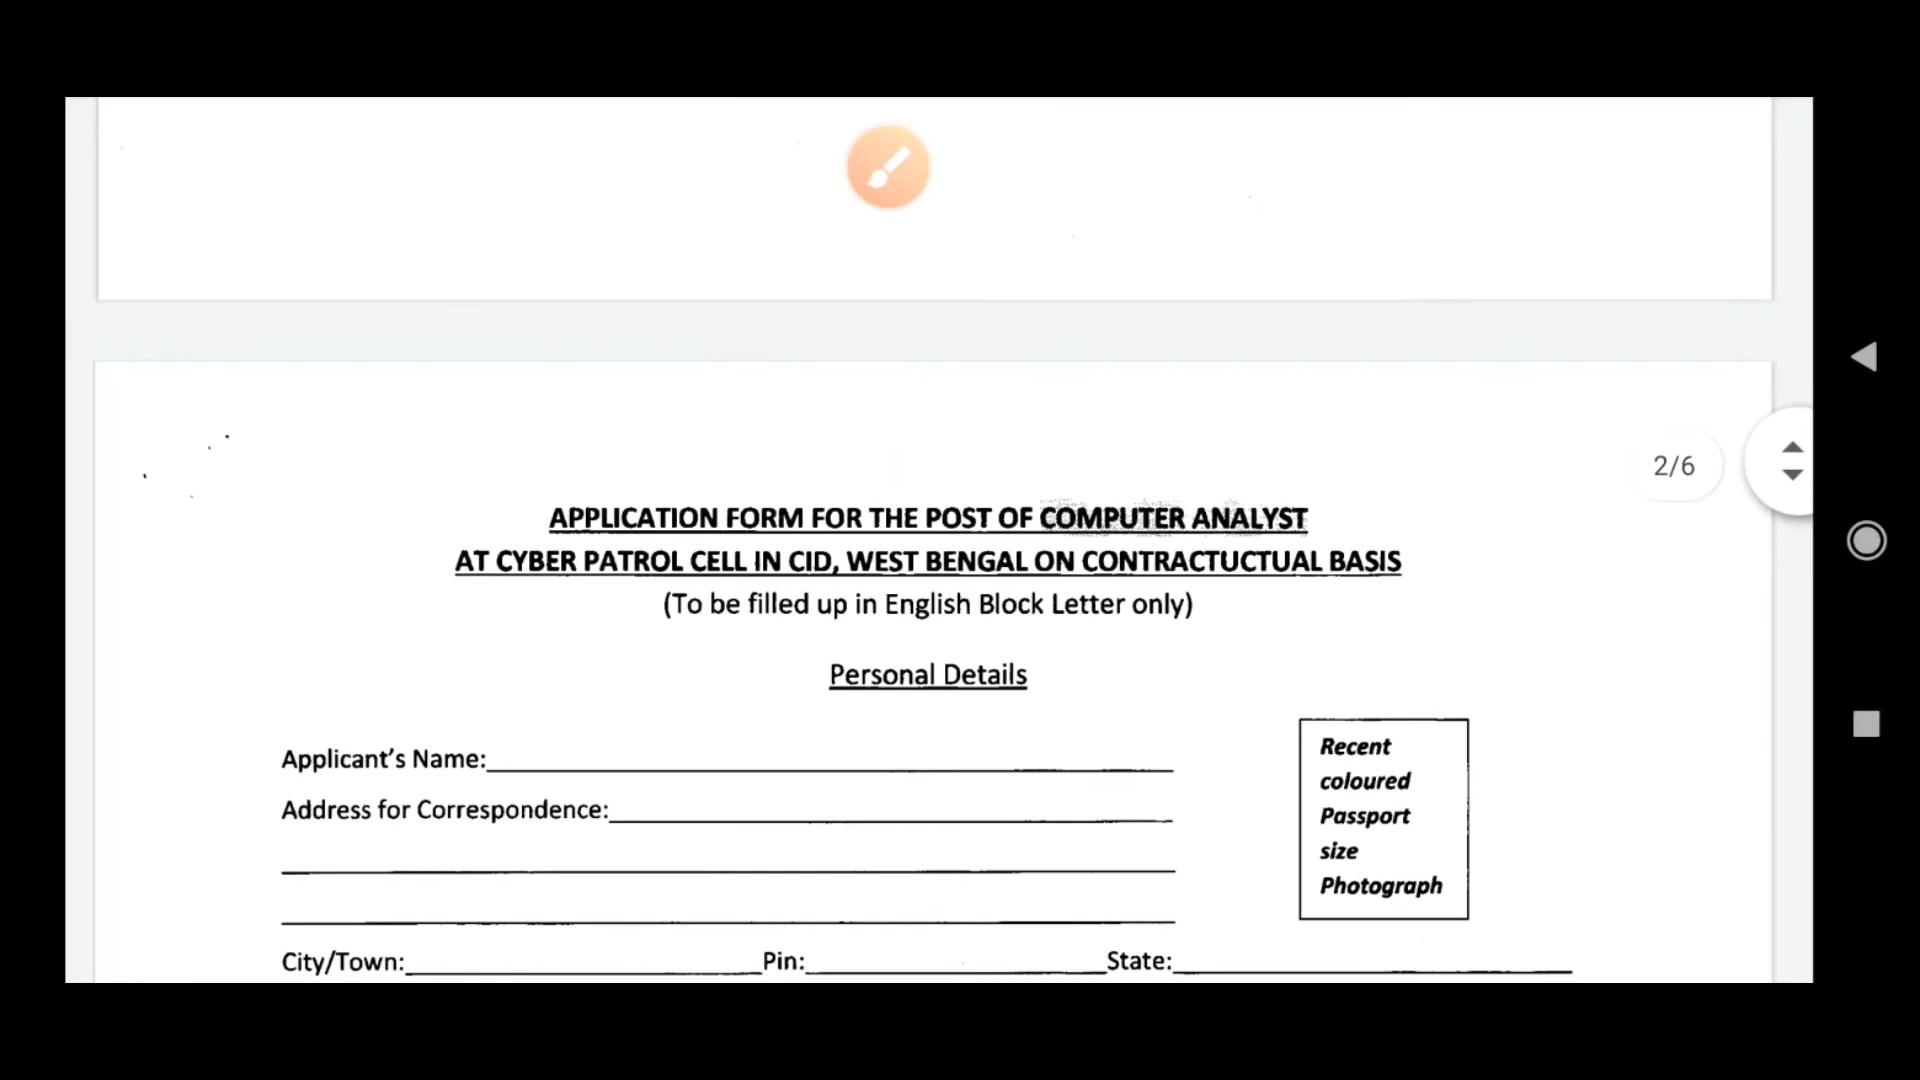 2/6
APPLICATION FORM FOR THE POST OF COMPUTER ANALYST
AT CYBER PATROL CELL IN CID, WEST BENGAL ON CONTRACTUCTUAL BASIS
(To be filled up in English Block Letter only)
Personal Details
Applicant's Name:
Address for Correspondence:
Recent
coloured
Passport
size
Photograph
City/Town: Pin: State: